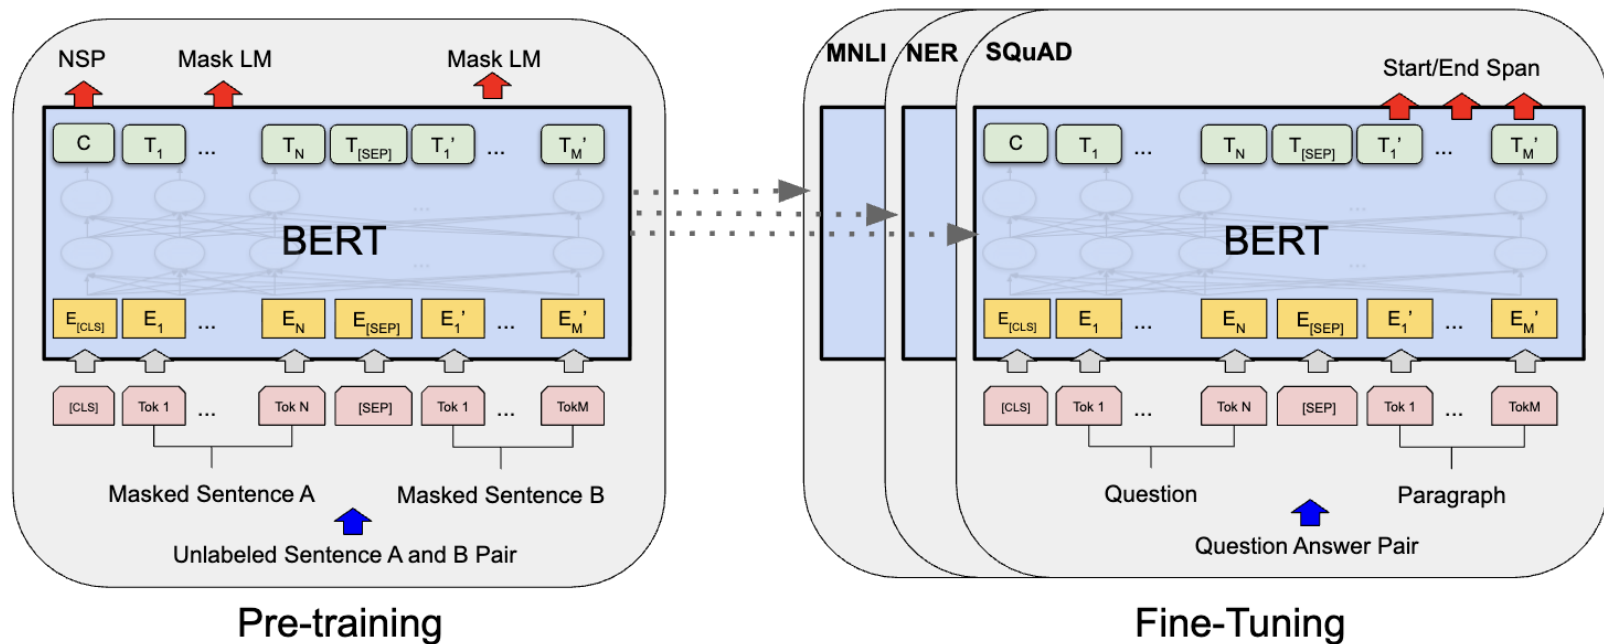 NSP Mask LM Mask LM
C T1 ... TN T[SEP] T1’ ... TM’
...
BERT
...
E[CLS] E1 ... EN E[SEP] E1’ ... EM’
[CLS] Tok 1 ... Tok N [SEP] Tok 1 ... TokM
Masked Sentence A Masked Sentence B
Unlabeled Sentence A and B Pair
Pre-training
MNLI NER SQuAD
Start/End Span
C T1 ... TN T[SEP] T1’ ... TM’
...
BERT
...
E[CLS] E1 ... EN E[SEP] E1’ ... EM’
[CLS] Tok 1 ... Tok N [SEP] Tok 1 ... TokM
Question Paragraph
Question Answer Pair
Fine-Tuning